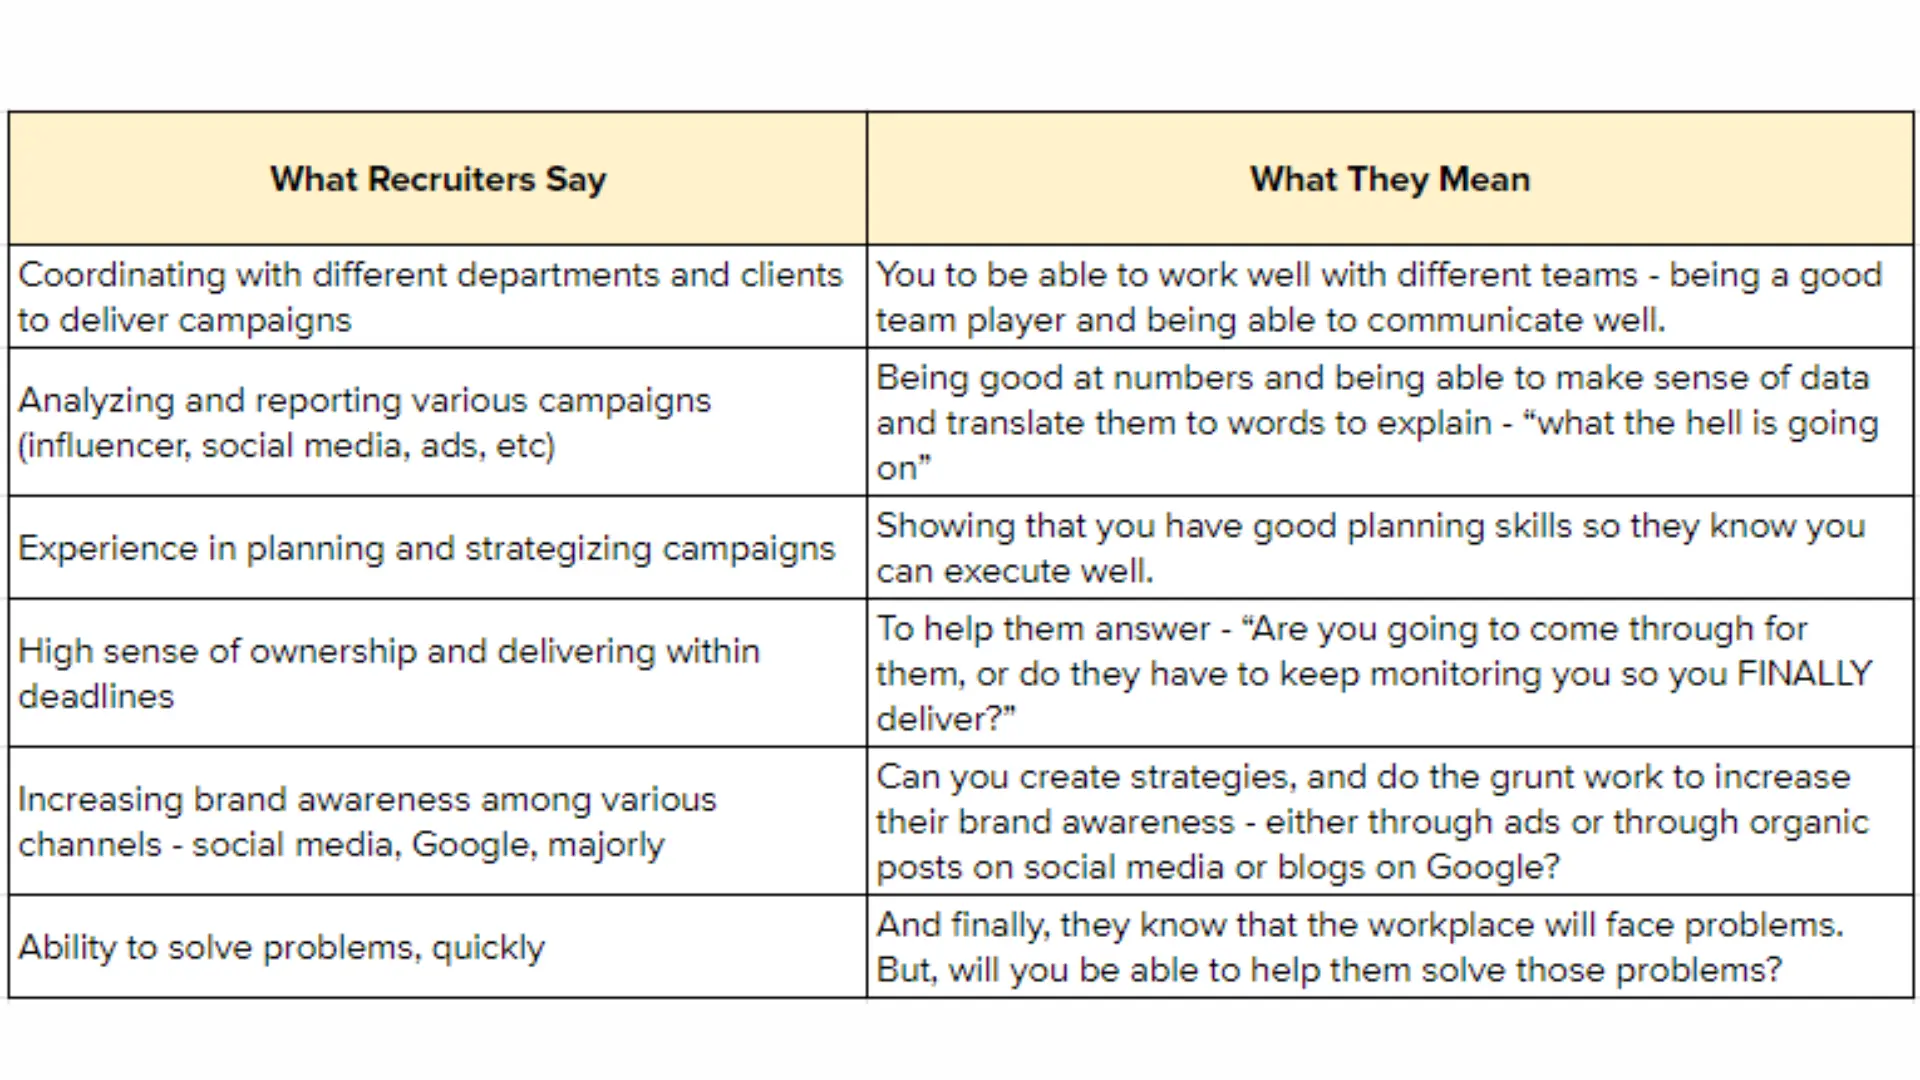 What Recruiters Say
What They Mean
Coordinating with different departments and clients
to deliver campaigns
You to be able to work well with different teams - being a good
team player and being able to communicate well.
Analyzing and reporting various campaigns
(influencer, social media, ads, etc)
Being good at numbers and being able to make sense of data
and translate them to words to explain - “what the hell is going
on”
Experience in planning and strategizing campaigns
Showing that you have good planning skills so they know you
can execute well.
High sense of ownership and delivering within
deadlines
To help them answer - “Are you going to come through for
them, or do they have to keep monitoring you so you FINALLY
deliver?”
Increasing brand awareness among various
channels - social media, Google, majorly
Can you create strategies, and do the grunt work to increase
their brand awareness - either through ads or through organic
posts on social media or blogs on Google?
Ability to solve problems, quickly
And finally, they know that the workplace will face problems.
But, will you be able to help them solve those problems?